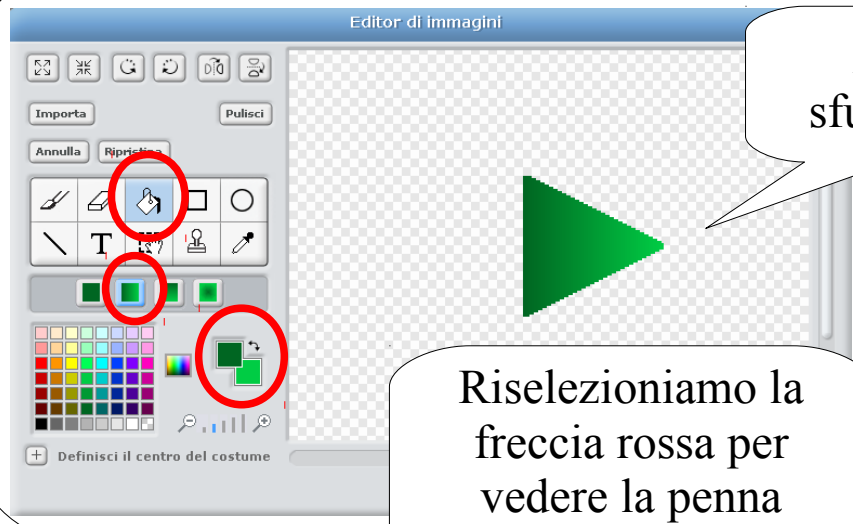 Editor di immagini
Importa
Pulisci
Annulla
Ripristina
T
Definisci il centro del costume
Riselezioniamo la
freccia rossa per
vedere la penna